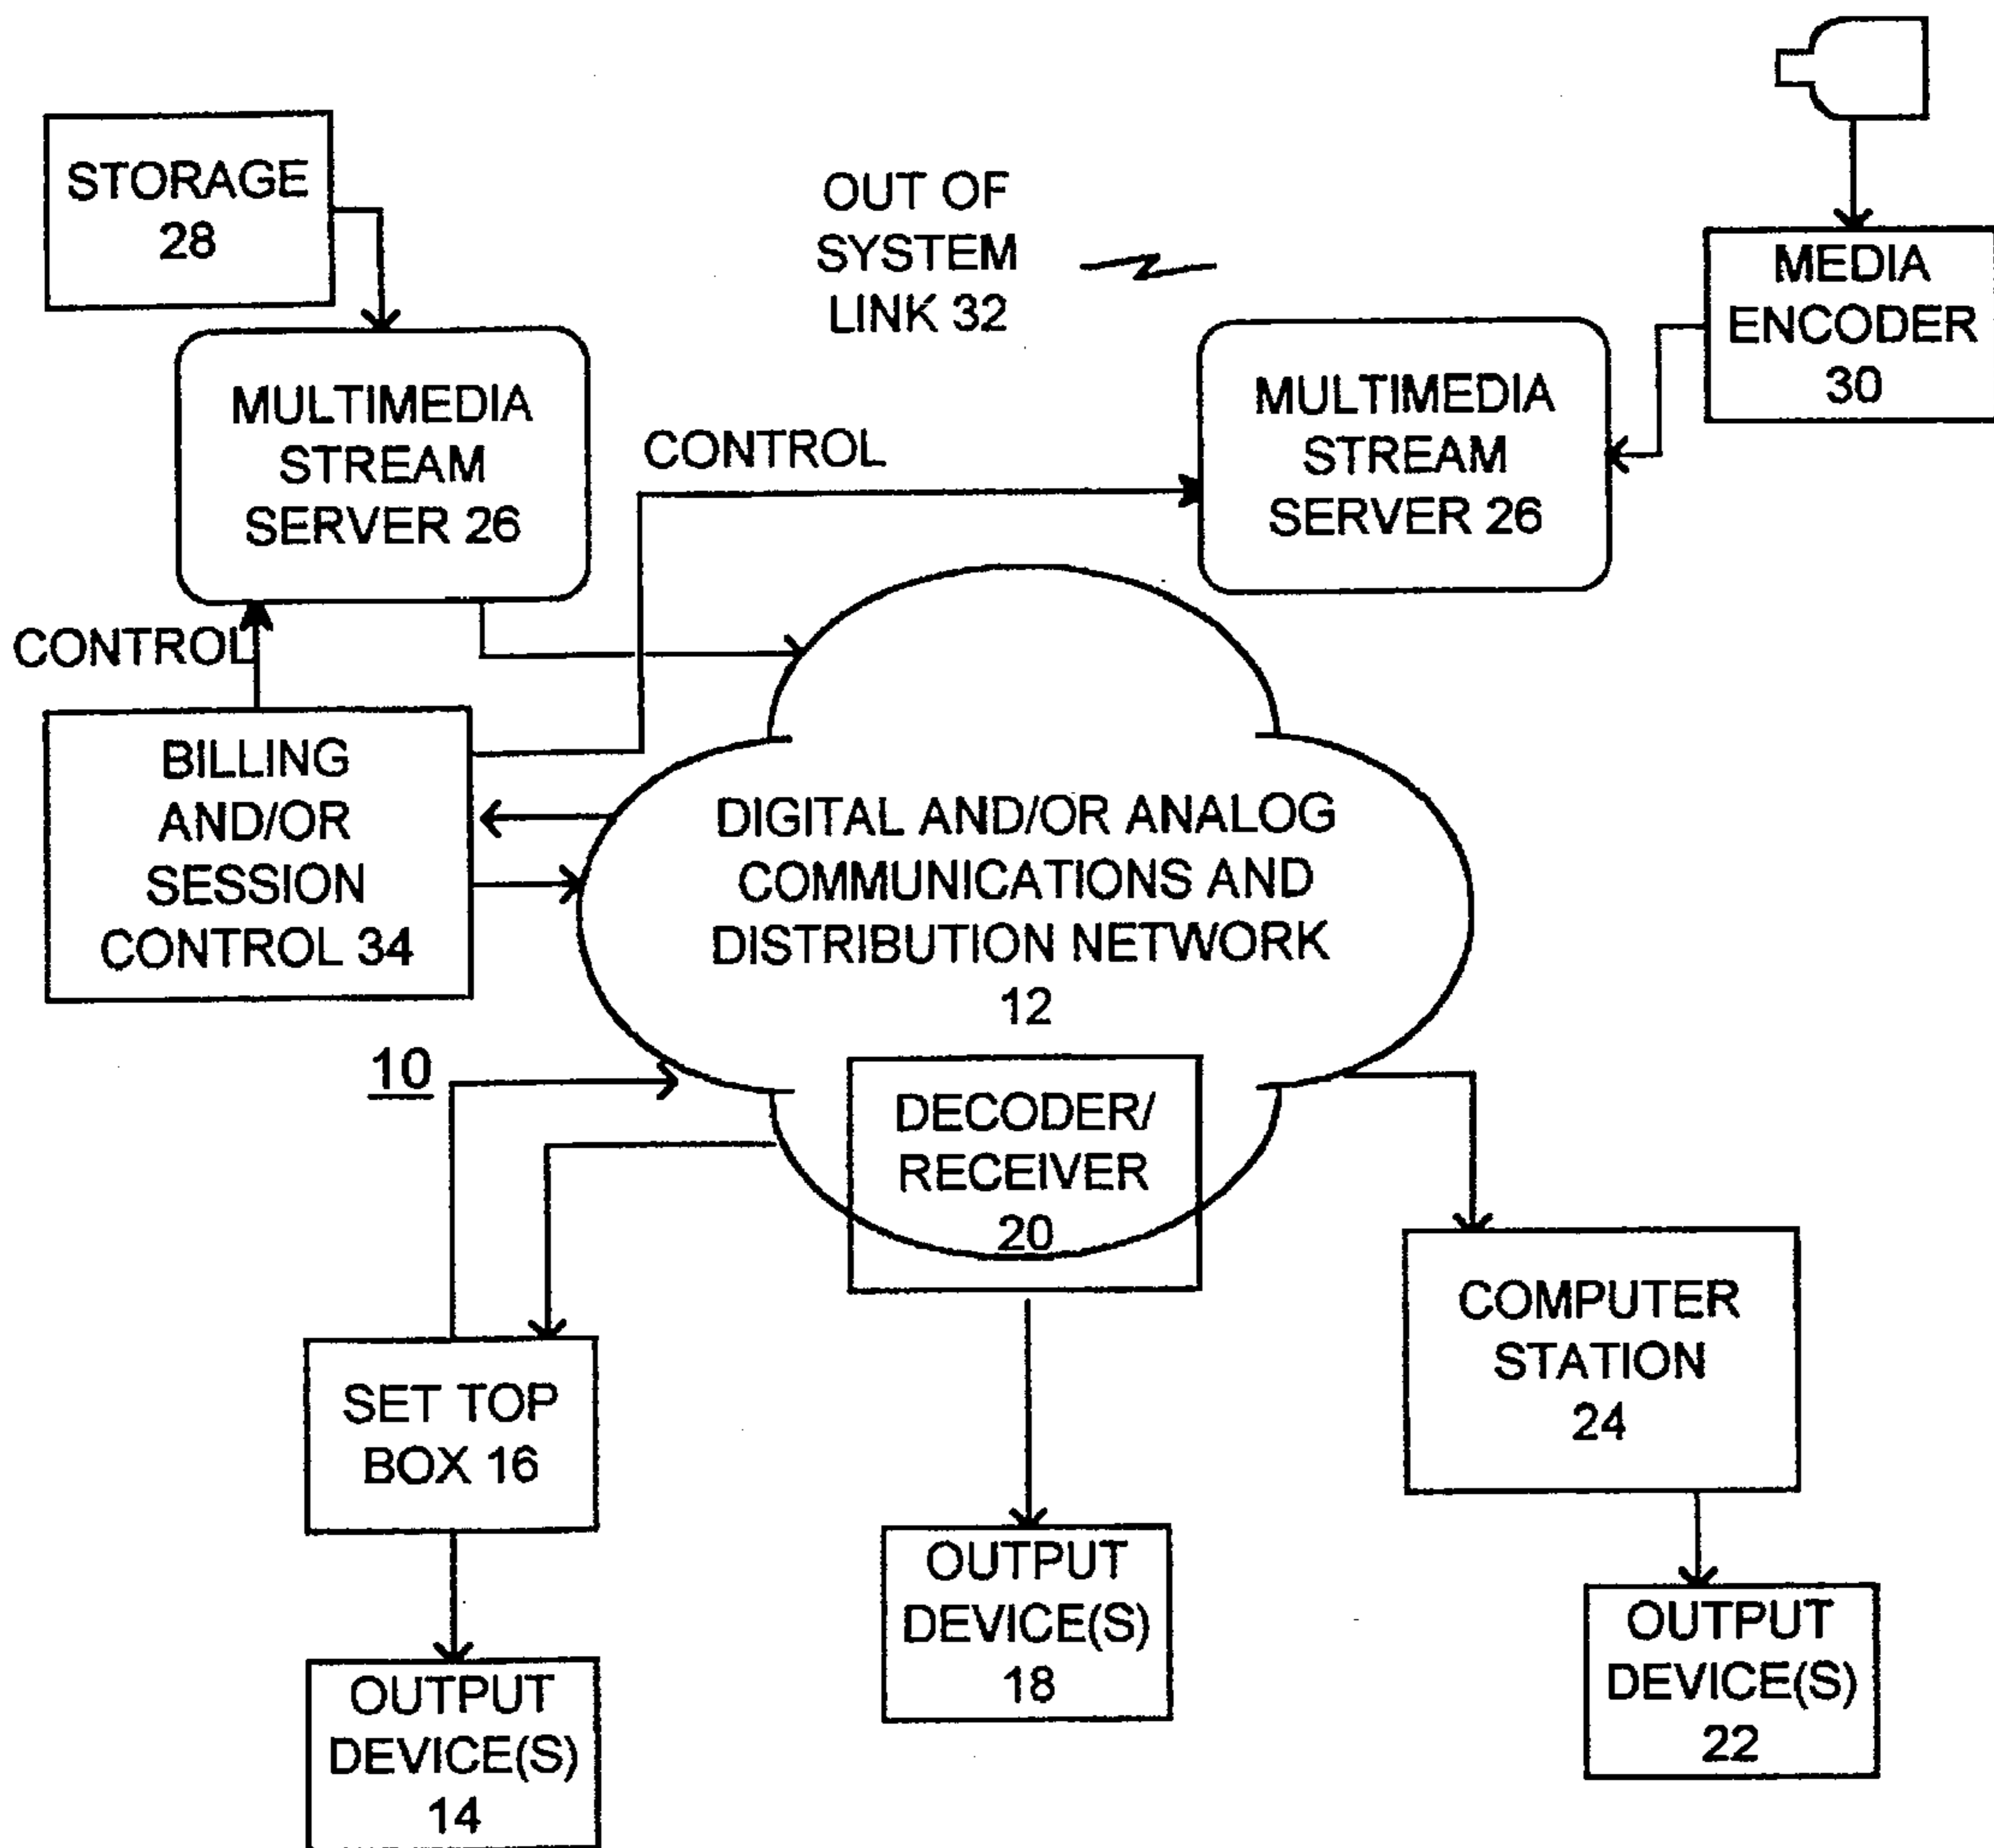 STORAGE
28
OUT OF
SYSTEM
LINK 32
MEDIA
ENCODER
30
MULTIMEDIA
STREAM
SERVER 26
CONTROL
MULTIMEDIA
STREAM
SERVER 26
CONTROL
BILLING
AND/OR
SESSION
CONTROL 34
DIGITAL AND/OR ANALOG
COMMUNICATIONS AND
DISTRIBUTION NETWORK
12
10
DECODER/
RECEIVER
20
COMPUTER
STATION
24
SET TOP
BOX 16
OUTPUT
DEVICE(S)
18
OUTPUT
DEVICE(S)
22
OUTPUT
DEVICE(S)
14